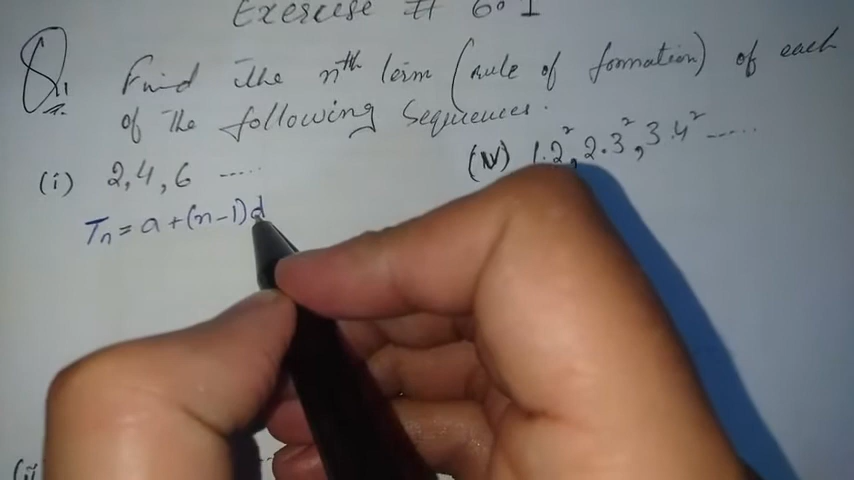 Exercise # 6.1
Q1. Find the nth term (rule of formation) of each
of the following Sequences.
(i) 2,4,6 .....
(iv) 1.2², 2.3², 3.4² .....
Tn = a+(n-1)d